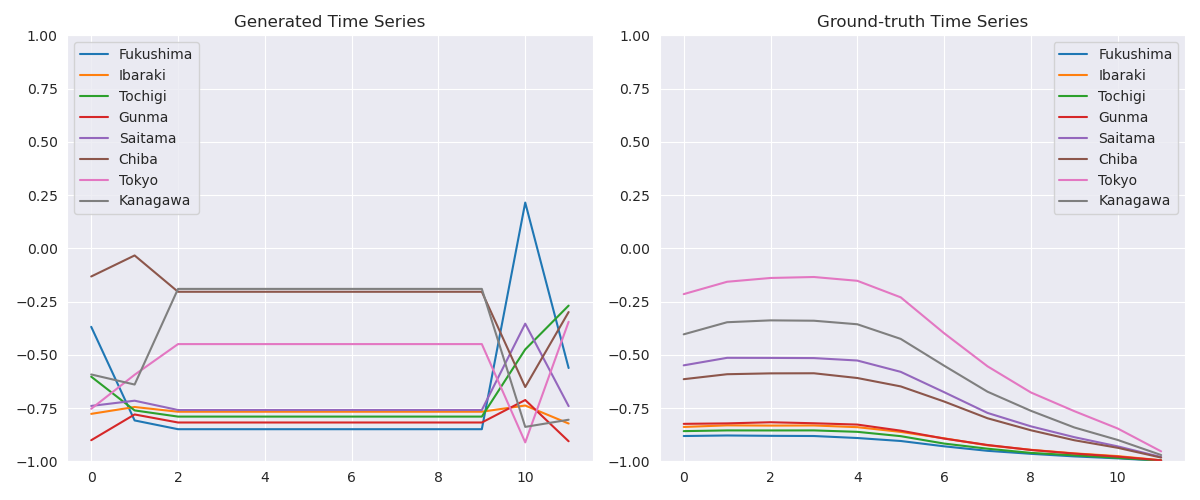 Generated Time Series
1.00
0.75
0.50
0.25
0.00
−0.25
−0.50
−0.75
−1.00
0 2 4 6 8 10
Fukushima
Ibaraki
Tochigi
Gunma
Saitama
Chiba
Tokyo
Kanagawa
Ground-truth Time Series
1.00
0.75
0.50
0.25
0.00
−0.25
−0.50
−0.75
−1.00
0 2 4 6 8 10
Fukushima
Ibaraki
Tochigi
Gunma
Saitama
Chiba
Tokyo
Kanagawa